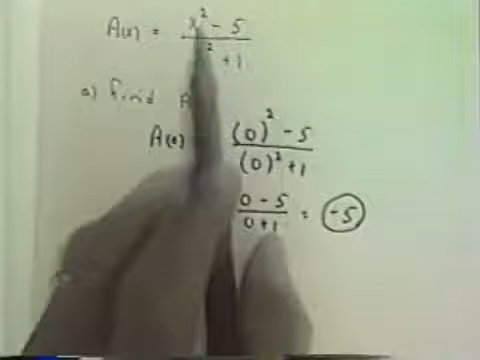 A(x) = x² - 5 / ² + 1
a) find
A(0) (0)² - 5 / (0)² + 1
0 - 5 / 0 + 1 = -5